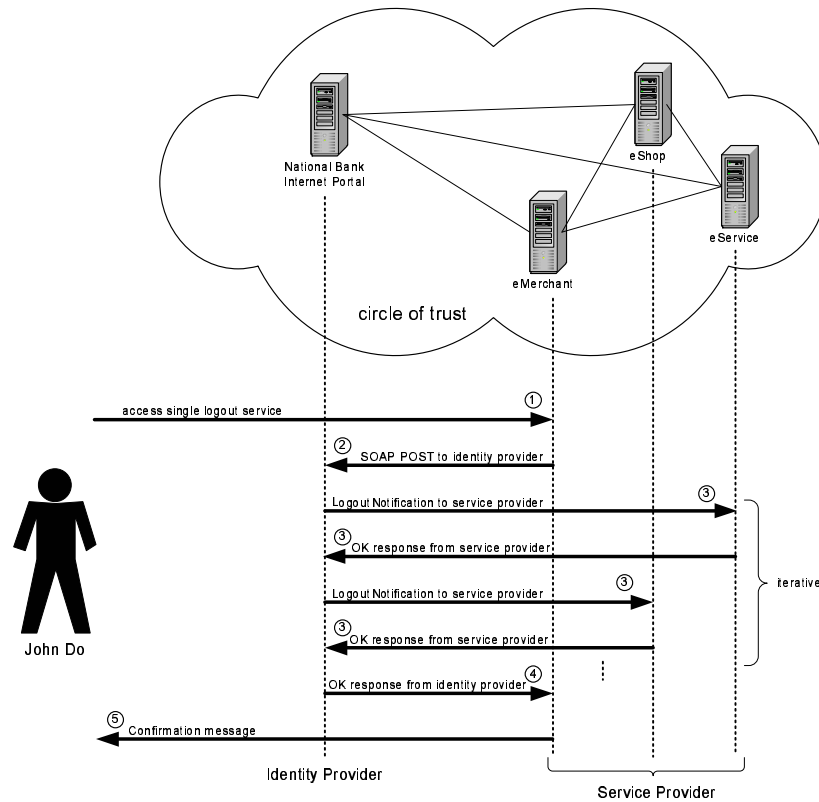 National Bank
Internet Portal
eShop
eService
eMerchant
circle of trust
1
access single logout service
2
SOAP POST to identity provider
Logout Notification to service provider
3
3
OK response from service provider
iterative
Logout Notification to service provider
3
3
OK response from service provider
John Do
OK response from identity provider
4
5
Confirmation message
Identity Provider
Service Provider